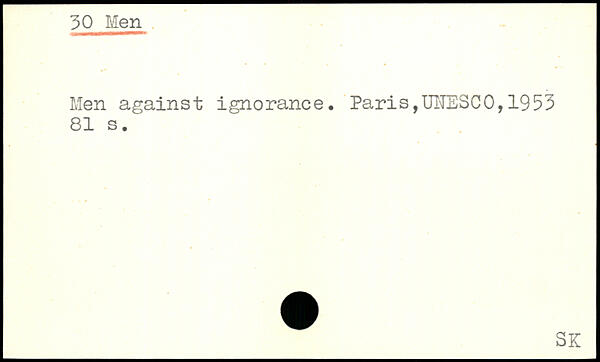 30 Men
Men against ignorance. Paris,UNESCO,1953
81 s.
SK